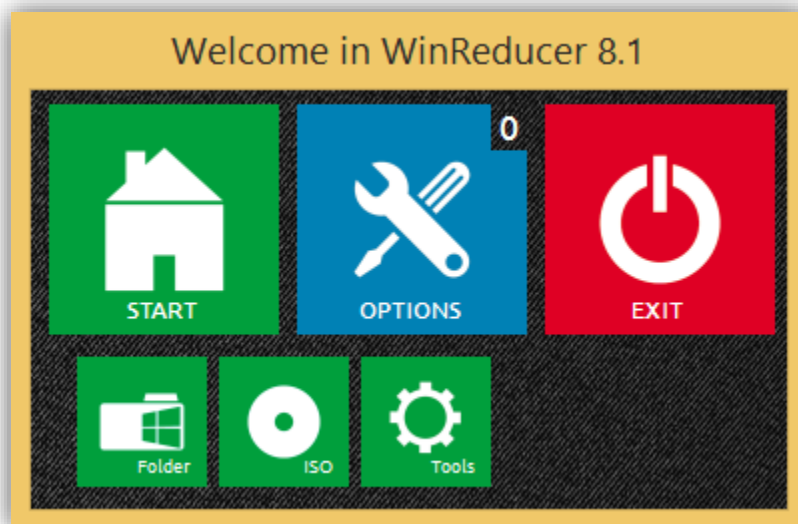 Welcome in WinReducer 8.1
0
START
OPTIONS
EXIT
Folder
ISO
Tools